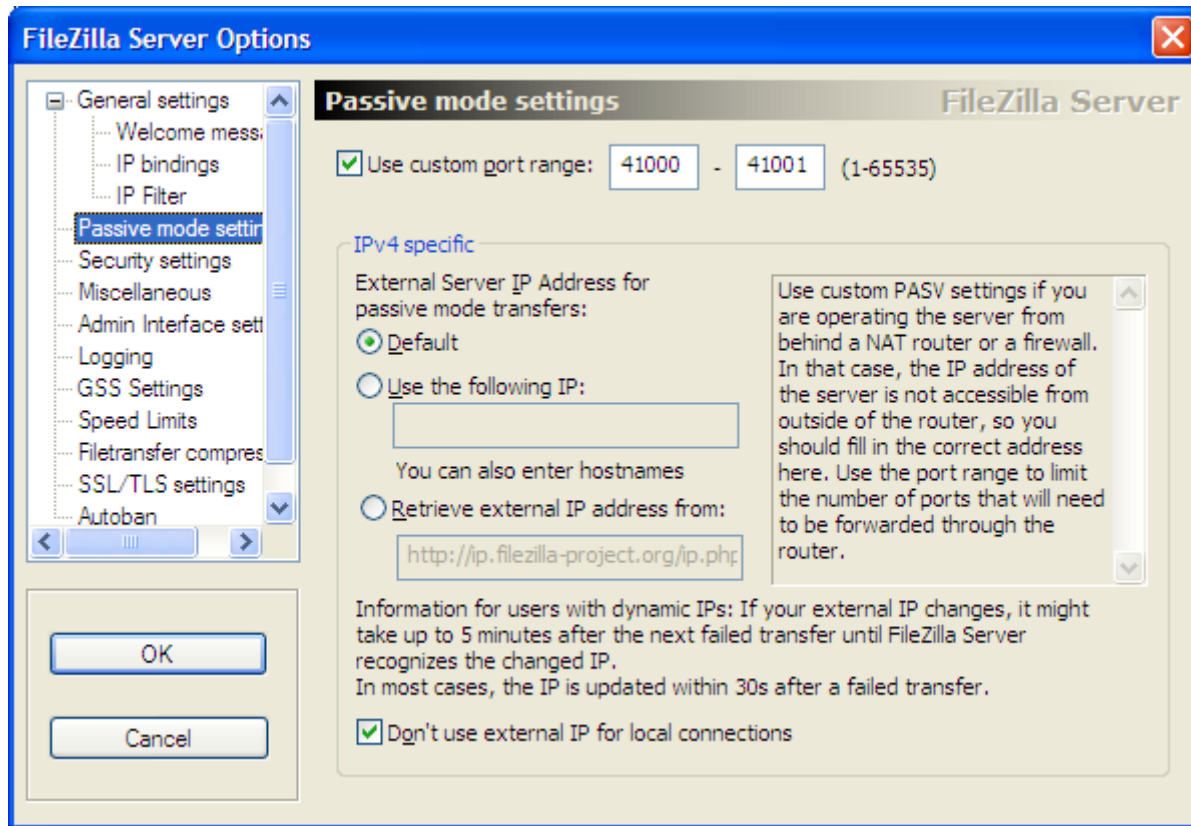 FileZilla Server Options
General settings
Welcome messa
IP bindings
IP Filter
Passive mode settin
Security settings
Miscellaneous
Admin Interface sett
Logging
GSS Settings
Speed Limits
Filetransfer compres
SSL/TLS settings
Autoban
OK
Cancel
Passive mode settings
FileZilla Server
Use custom port range: 41000 - 41001 (1-65535)
IPv4 specific
External Server IP Address for
passive mode transfers:
Default
Use the following IP:
You can also enter hostnames
Retrieve external IP address from:
http://ip.filezilla-project.org/ip.php
Use custom PASV settings if you
are operating the server from
behind a NAT router or a firewall.
In that case, the IP address of
the server is not accessible from
outside of the router, so you
should fill in the correct address
here. Use the port range to limit
the number of ports that will need
to be forwarded through the
router.
Information for users with dynamic IPs: If your external IP changes, it might
take up to 5 minutes after the next failed transfer until FileZilla Server
recognizes the changed IP.
In most cases, the IP is updated within 30s after a failed transfer.
Don't use external IP for local connections